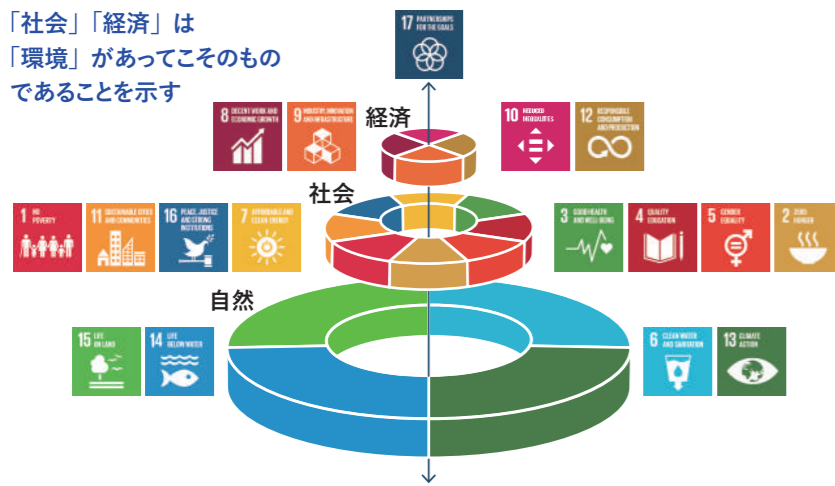 「社会」「経済」は
「環境」があってこそのもの
であることを示す
17 PARTNERSHIPS
FOR THE GOALS
8 DECENT WORK AND
ECONOMIC GROWTH
9 INDUSTRY, INNOVATION
AND INFRASTRUCTURE
経済
10 REDUCED
INEQUALITIES
12 RESPONSIBLE
CONSUMPTION
AND PRODUCTION
社会
1 NO
POVERTY
11 SUSTAINABLE CITIES
AND COMMUNITIES
16 PEACE, JUSTICE
AND STRONG
INSTITUTIONS
7 AFFORDABLE AND
CLEAN ENERGY
3 GOOD HEALTH
AND WELL-BEING
4 QUALITY
EDUCATION
5 GENDER
EQUALITY
2 ZERO
HUNGER
自然
15 LIFE
ON LAND
14 LIFE
BELOW WATER
6 CLEAN WATER
AND SANITATION
13 CLIMATE
ACTION